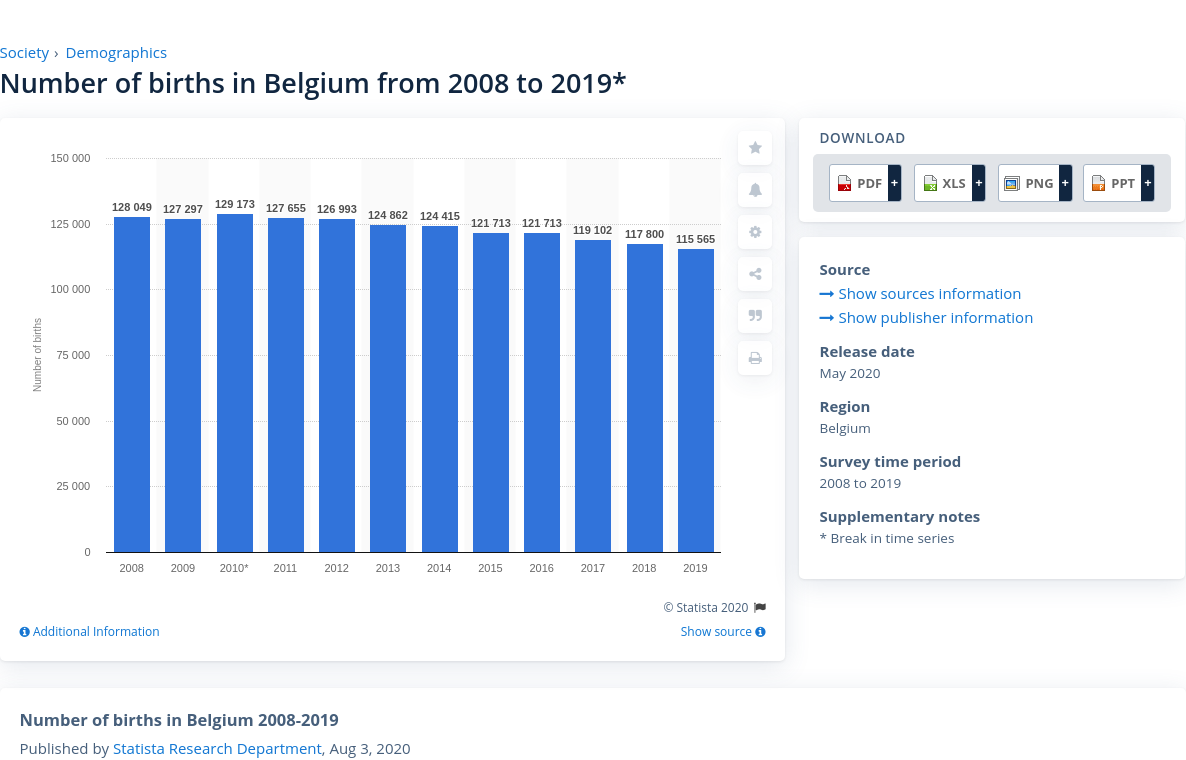 Society › Demographics
Number of births in Belgium from 2008 to 2019*
150 000
125 000
100 000
75 000
50 000
25 000
0
Number of births
128 049 127 297 129 173 127 655 126 993 124 862 124 415 121 713 121 713 119 102 117 800 115 565
2008 2009 2010* 2011 2012 2013 2014 2015 2016 2017 2018 2019
© Statista 2020
Additional Information Show source
DOWNLOAD
PDF + XLS + PNG + PPT +
Source
Show sources information
Show publisher information
Release date
May 2020
Region
Belgium
Survey time period
2008 to 2019
Supplementary notes
* Break in time series
Number of births in Belgium 2008-2019
Published by Statista Research Department, Aug 3, 2020